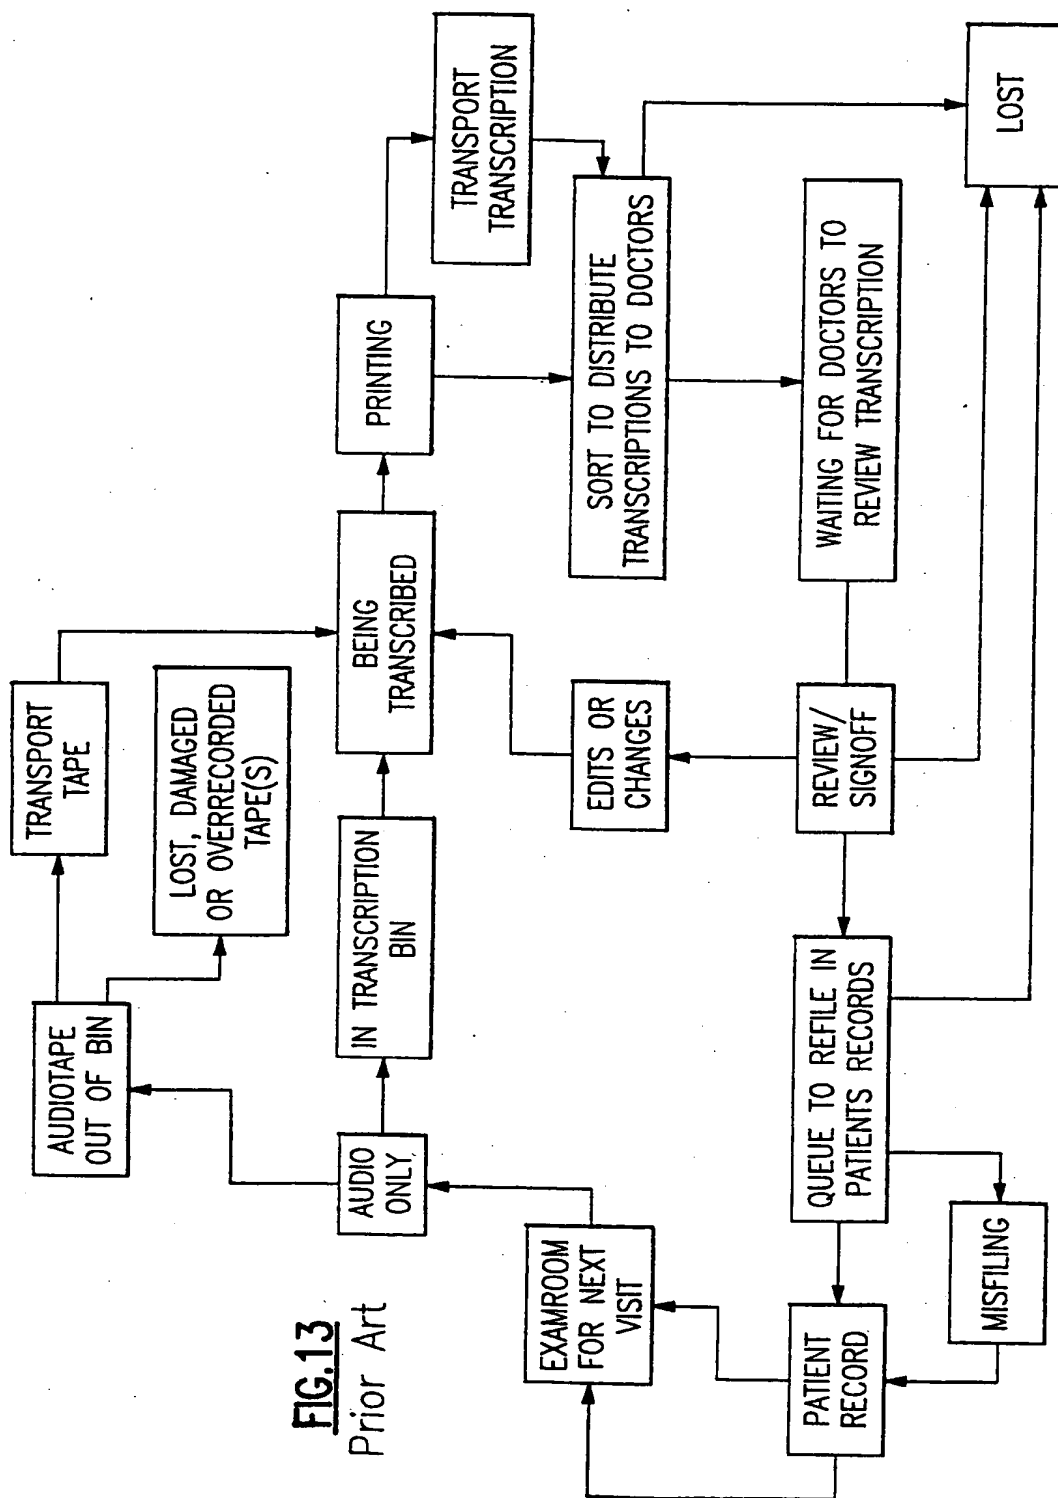 AUDIOTAPE
OUT OF BIN
TRANSPORT
TAPE
LOST, DAMAGED
OR OVERRECORDED
TAPE(S)
AUDIO
ONLY
IN TRANSCRIPTION
BIN
BEING
TRANSCRIBED
PRINTING
TRANSPORT
TRANSCRIPTION
FIG.13
Prior Art
EXAMROOM
FOR NEXT
VISIT
EDITS OR
CHANGES
SORT TO DISTRIBUTE
TRANSCRIPTIONS TO DOCTORS
PATIENT
RECORD
QUEUE TO REFILE IN
PATIENTS RECORDS
REVIEW/
SIGNOFF
WAITING FOR DOCTORS TO
REVIEW TRANSCRIPTION
MISFILING
LOST